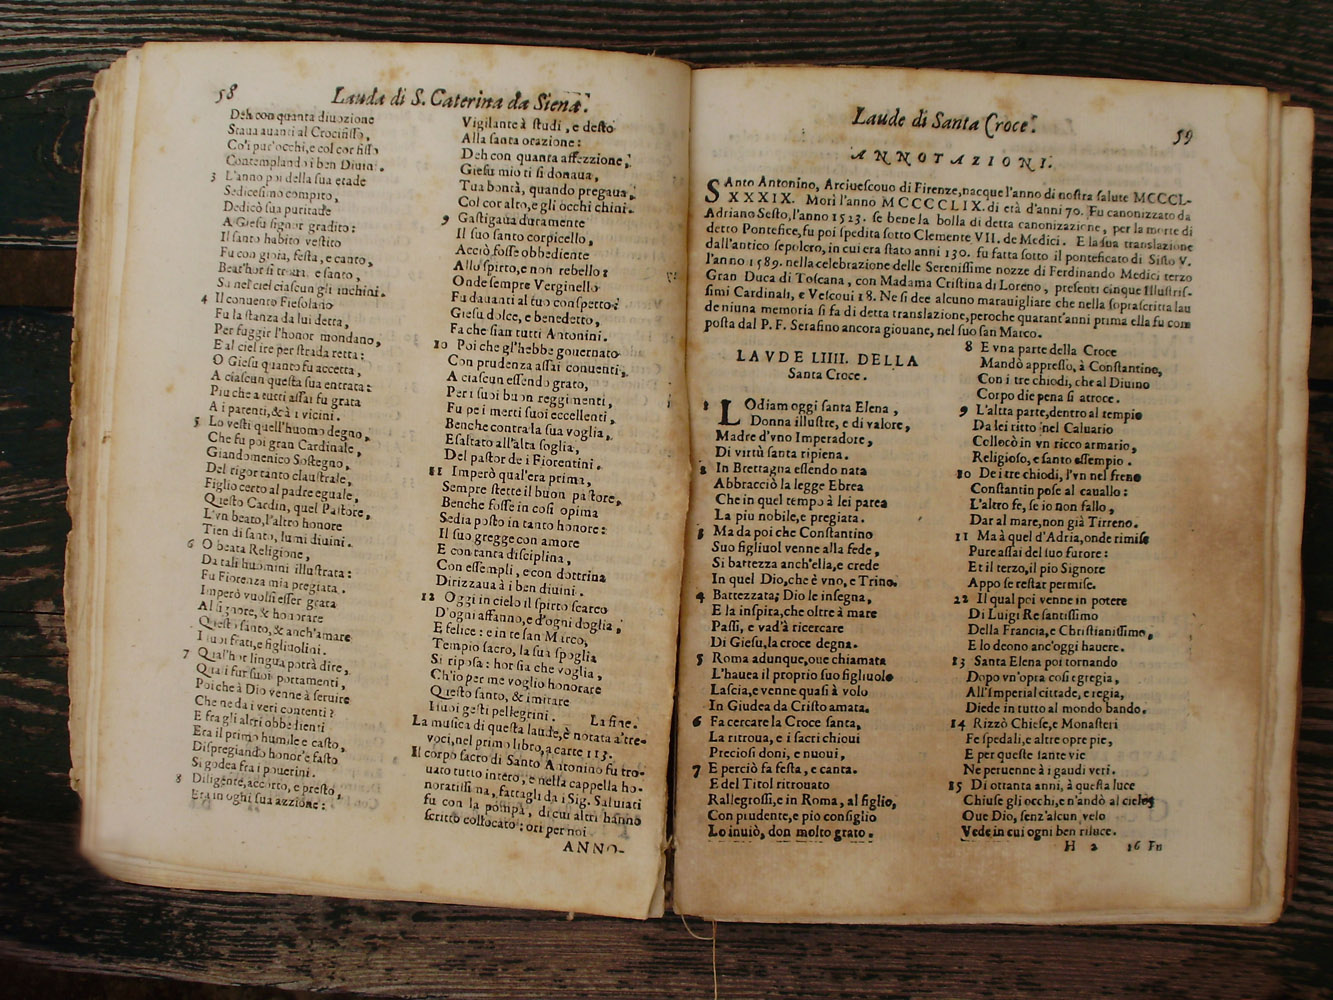 58
Lauda di S. Caterina da Siena.
Deh con quanta diuozione
Staua auanti al Crocifisso,
Co'i pur'occhi, e col cor fisso
Contemplando i ben Diuini.
3 L'anno poi della sua etade
Sedicesimo compito,
Dedicò sua puritade
A Giesu signor gradito:
Il santo habito vestito
Fu con gioia, festa, e canto,
Beat'hor si troua, e santo,
Su nel ciel ciascun gli inchini.
4 Il conuento Fiesolano
Fu la stanza da lui detta,
Per fuggir l'honor mondano,
E al ciel ire per strada retta:
O Giesu quanto fu accetta,
A ciascun questa sua entrata:
Piu che a tutti assai fu grata
A i parenti, & à i vicini.
5 Lo vesti quell'huomo degno,
Che fu poi gran Cardinale,
Giandomenico Sostegno,
Del rigor tanto claustrale,
Figlio certo al padre eguale,
Questo Cardin, quel Pastore,
L'vn beato, l'altro honore
Tien di santo, lumi diuini.
6 O beata Religione,
Da tali huomini illustrata:
Fu Fiorenza mia pregiata.
Imperò vuolsi esser grata
Al signore, & honorare
Questo santo, & anch'amare
I suoi frati, e figliuolini.
7 Qual'hor lingua potrà dire,
Quali fur suoi portamenti,
Poiche à Dio venne à seruire
Che ne da i veri contenti?
E fra gli altri obbedienti
Era il primo humile e casto,
Dispregiando honor'e fasto
Si godea fra i pouerini.
8 Diligente, accorto, e presto,
Era in oghi sua azzione:
Vigilante à studi, e desto
Alla santa orazione:
Deh con quanta affezzione,
Giesu mio ti si donaua,
Tua bontà, quando pregaua,
Col cor alto, e gli occhi chini.
9 Gastigaua duramente
Il suo santo corpicello,
Acciò fosse obbediente
Allo spirto, e non rebello:
Onde sempre Verginello
Fu dauanti al tuo conspetto:
Giesu dolce, e benedetto,
Fa che sian tutti Antonini.
10 Poi che gl'hebbe gouernato
Con prudenza assai conuenti,
A ciascun essendo grato,
Per i suoi buon reggimenti,
Fu pe i merti suoi eccellenti,
Benche contra la sua voglia,
Esaltato all'alta soglia,
Del pastor de i Fiorentini.
11 Imperò qual'era prima,
Sempre stette il buon pastore,
Benche fosse in cosi opima
Sedia posto in tanto honore:
Il suo gregge con amore
E con tanta disciplina,
Con essempli, e con dottrina
Dirizzaua à i ben diuini.
12 Oggi in cielo il spirto scarco
D'ogni affanno, e d'ogni doglia,
E felice: e in te san Marco,
Tempio sacro, la sua spoglia
Si riposa: hor sia che voglia,
Ch'io per me voglio honorare
Questo santo, & imitare
I suoi gesti pellegrini. La fine.
La musica di questa laude, è notata a tre-
voci, nel primo libro, a carte 113.
Il corpo sacro di Santo Antonino fu tro-
uato tutto intero, e nella cappella ho-
noratissima, fattagli da i Sig. Saluiati
fu con la pompa, di cui altri hanno
scritto collocato: ori per noi
ANNO-
Laude di Santa Croce.
59
ANNOTAZIONI.
SAnto Antonino, Arciuescouo di Firenze, nacque l'anno di nostra salute MCCCL-
XXXIX. Mori l'anno MCCCCLIX. di età d'anni 70. Fu canonizzato da
Adriano Sesto, l'anno 1523. se bene la bolla di detta canonizazione, per la morte di
detto Pontefice, fu poi spedita sotto Clemente VII. de Medici. E la sua translazione
dall'antico sepolcro, in cui era stato anni 130. fu fatta sotto il ponteficato di Sisto V.
l'anno 1589. nella celebrazione delle Serenissime nozze di Ferdinando Medici terzo
Gran Duca di Toscana, con Madama Cristina di Loreno, presenti cinque Illustris-
simi Cardinali, e Vescoui 18. Ne si dee alcuno marauigliare che nella soprascritta lau
de niuna memoria si fa di detta translazione, peroche quarant'anni prima ella fu com
posta dal P. F. Serafino ancora giouane, nel suo san Marco.
LAVDE LIIII. DELLA
Santa Croce.
1 LOdiam oggi santa Elena,
Donna illustre, e di valore,
Madre d'vno Imperadore,
Di virtù santa ripiena.
2 In Brettagna essendo nata
Abbracciò la legge Ebrea
Che in quel tempo à lei parea
La piu nobile, e pregiata.
3 Ma da poi che Constantino
Suo figliuol venne alla fede,
Si battezza anch'ella, e crede
In quel Dio, che è vno, e Trino.
4 Battezzata; Dio le insegna,
E la inspira, che oltre à mare
Passi, e vad'à ricercare
Di Giesu, la croce degna.
5 Roma adunque, oue chiamata
L'hauea il proprio suo figliuolo
Lascia, e venne quasi à volo
In Giudea da Cristo amata.
6 Fa cercare la Croce santa,
La ritroua, e i sacri chioui
Preciosi doni, e nuoui,
7 E perciò fa festa, e canta.
E del Titol ritrouato
Rallegrossi, e in Roma, al figlio,
Con prudente, e pio consiglio
Lo inuiò, don molto grato.
8 E vna parte della Croce
Mandò appresso, à Constantino,
Con i tre chiodi, che al Diuino
Corpo die pena sì atroce.
9 L'altra parte, dentro al tempio
Da lei ritto nel Caluario
Collocò in vn ricco armario,
Religioso, e santo essempio.
10 De i tre chiodi, l'vn nel freno
Constantin pose al cauallo:
L'altro fe, se io non fallo,
Dar al mare, non già Tirreno.
11 Ma à quel d'Adria, onde rimise
Pure assai del suo furore:
Et il terzo, il pio Signore
Appo se restar permise.
22 Il qual poi venne in potere
Di Luigi Re santissimo
Della Francia, e Christianissimo,
E lo deono anc'oggi hauere.
13 Santa Elena poi tornando
Dopo vn'opra cosi egregia,
All'Imperial cittade, e regia,
Diede in tutto al mondo bando.
14 Rizzò Chiese, e Monasteri
Fe spedali, e altre opre pie,
E per queste sante vie
Ne peruenne à i gaudi veri.
15 Di ottanta anni, à questa luce
Chiuse gli occhi, e n'andò al cielo,
Oue Dio, senz'alcun velo
Vede, in cui ogni ben riluce.
H 2 16 Fu